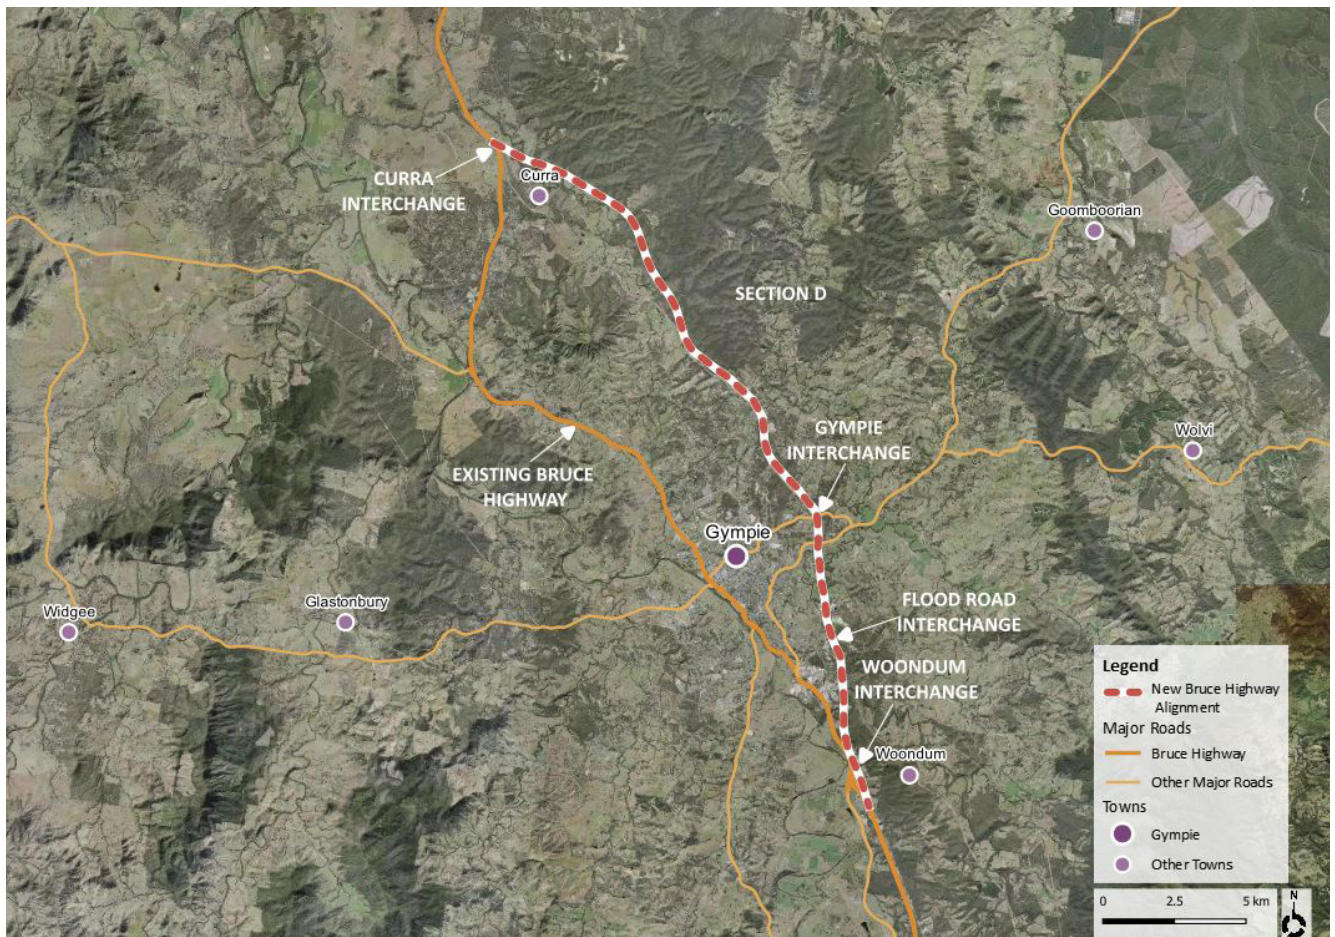 CURRA
INTERCHANGE
Curra
Goomboorian
SECTION D
GYMPIE
INTERCHANGE
Wolvi
EXISTING BRUCE
HIGHWAY
Gympie
Glastonbury
Widgee
FLOOD ROAD
INTERCHANGE
WOONDUM
INTERCHANGE
Woondum
Legend
New Bruce Highway
Alignment
Major Roads
Bruce Highway
Other Major Roads
Towns
Gympie
Other Towns
0 2.5 5 km
N